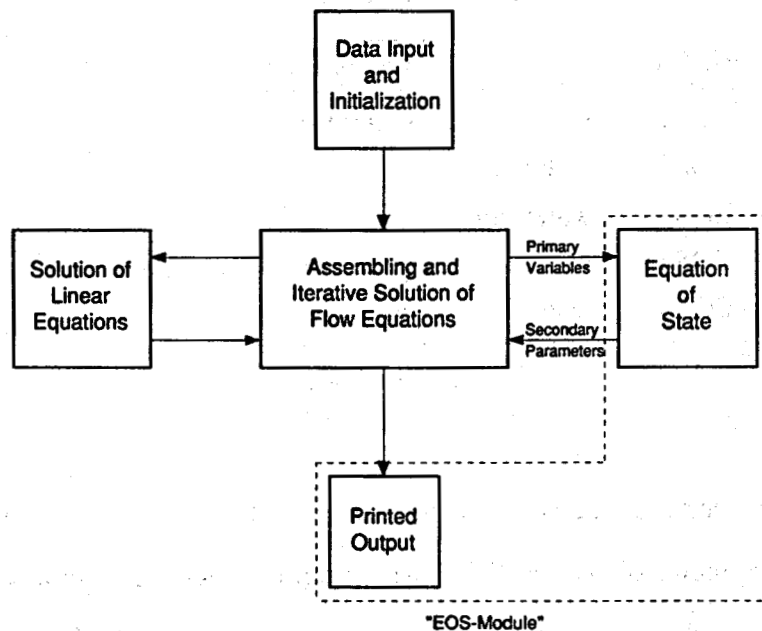 Data Input
and
Initialization
Solution of
Linear
Equations
Assembling and
Iterative Solution of
Flow Equations
Primary
Variables
Secondary
Parameters
Equation
of
State
Printed
Output
"EOS-Module"